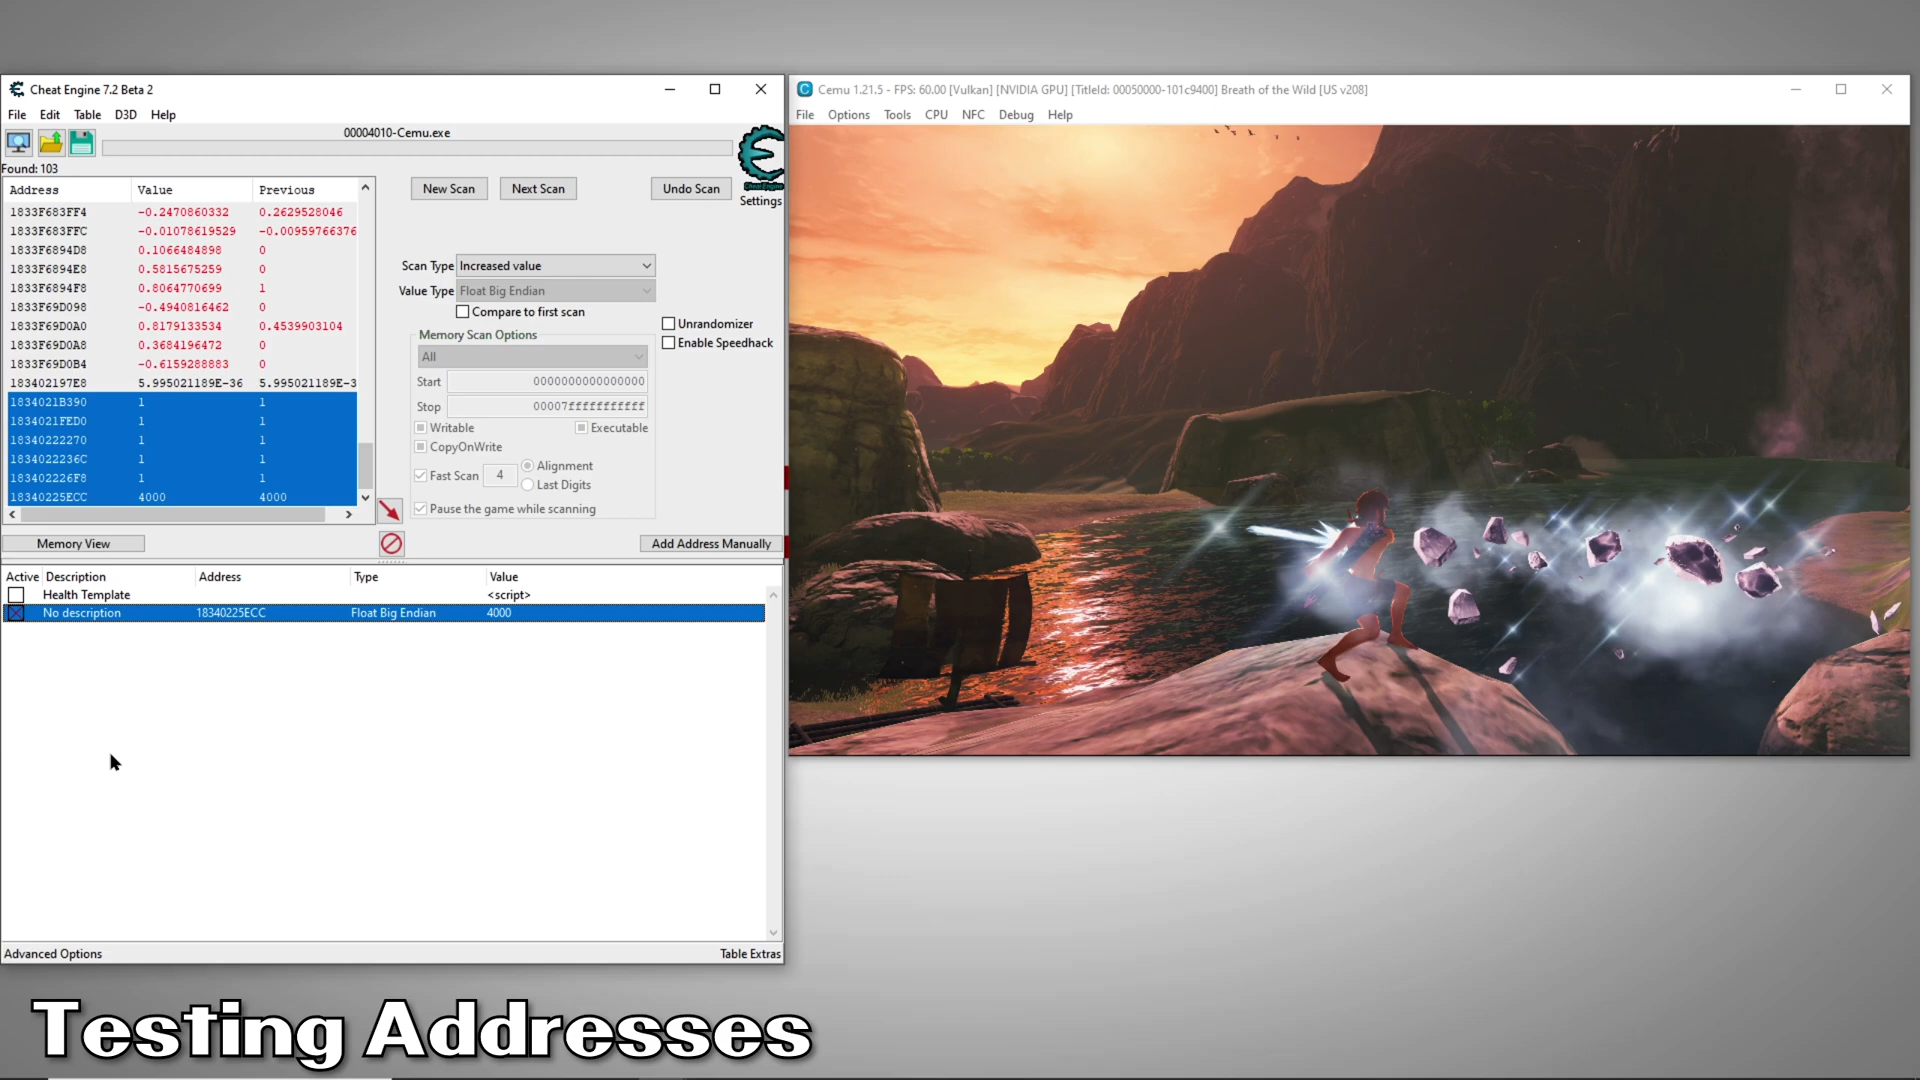 Cheat Engine 7.2 Beta 2
File Edit Table D3D Help
00004010-Cemu.exe
Found: 103
Address Value Previous
1833F683FF4 -0.2470860332 0.2629528046
1833F683FFC -0.01078619529 -0.00959766376
1833F6894D8 0.1066484898 0
1833F6894E8 0.5815675259 0
1833F6894F8 0.8064770699 1
1833F69D098 -0.4940816462 0
1833F69D0A0 0.8179133534 0.4539903104
1833F69D0A8 0.3684196472 0
1833F69D0B4 -0.6159288883 0
183402197E8 5.995021189E-36 5.995021189E-3
1834021B390 1 1
1834021FED0 1 1
18340222270 1 1
1834022236C 1 1
183402226F8 1 1
18340225ECC 4000 4000
New Scan Next Scan Undo Scan
Cheat Engine
Settings
Scan Type Increased value
Value Type Float Big Endian
Compare to first scan
Memory Scan Options
All
Start 0000000000000000
Stop 00007fffffffffff
Writable Executable
CopyOnWrite
Fast Scan 4 Alignment
Last Digits
Pause the game while scanning
Unrandomizer
Enable Speedhack
Memory View Add Address Manually
Active Description Address Type Value
Health Template <script>
No description 18340225ECC Float Big Endian 4000
Advanced Options Table Extras
Cemu 1.21.5 - FPS: 60.00 [Vulkan] [NVIDIA GPU] [TitleId: 00050000-101c9400] Breath of the Wild [US v208]
File Options Tools CPU NFC Debug Help
Testing Addresses